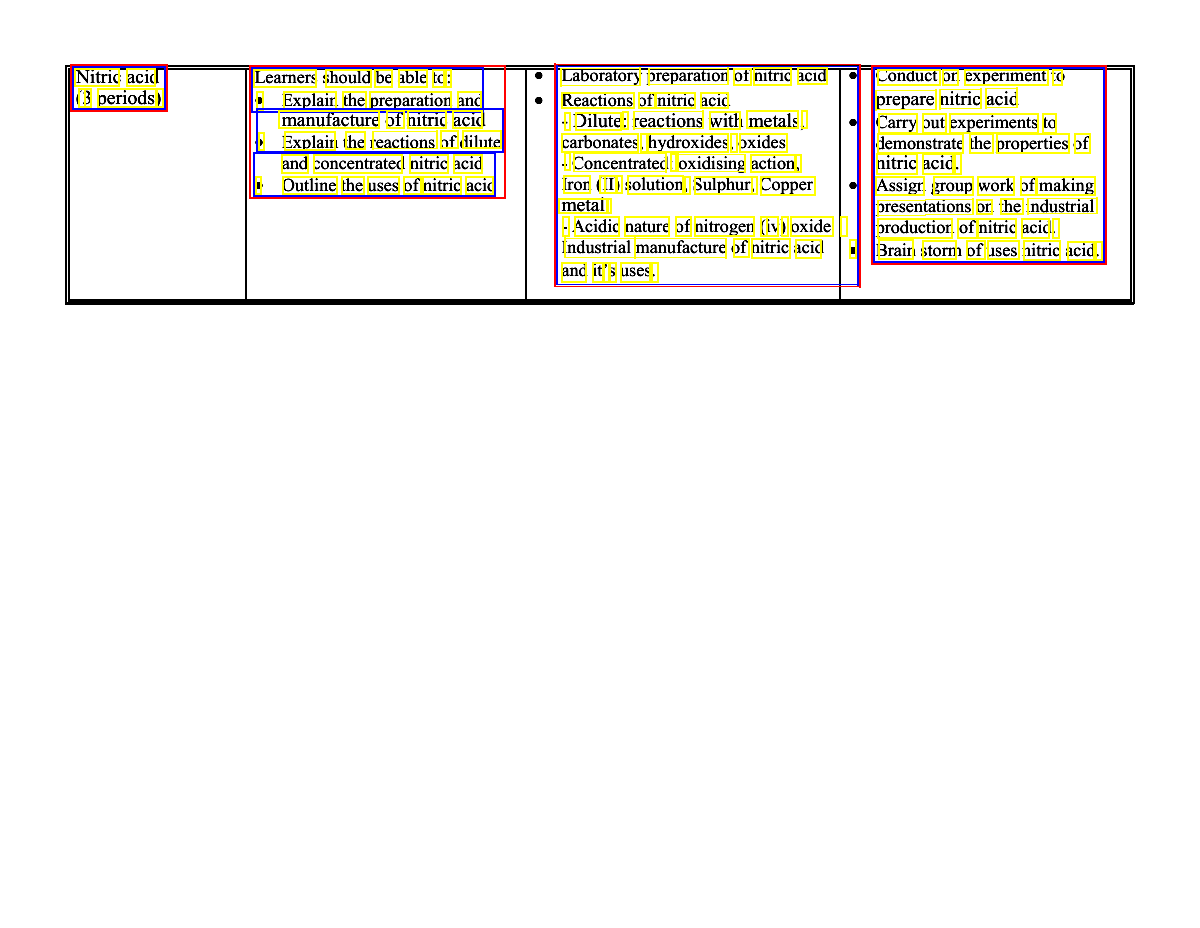 Nitric acid
(3 periods)
Learners should be able to:
• Explain the preparation and
manufacture of nitric acid
• Explain the reactions of dilute
and concentrated nitric acid
• Outline the uses of nitric acid
• Laboratory preparation of nitric acid
• Reactions of nitric acid
- Dilute: reactions with metals,
carbonates, hydroxides, oxides
- Concentrated: oxidising action,
Iron (II) solution, Sulphur, Copper
metal
- Acidic nature of nitrogen (iv) oxide
Industrial manufacture of nitric acid
and it's uses.
• Conduct on experiment to
prepare nitric acid
• Carry out experiments to
demonstrate the properties of
nitric acid.
• Assign group work of making
presentations on the industrial
production of nitric acid.
• Brain storm of uses nitric acid.